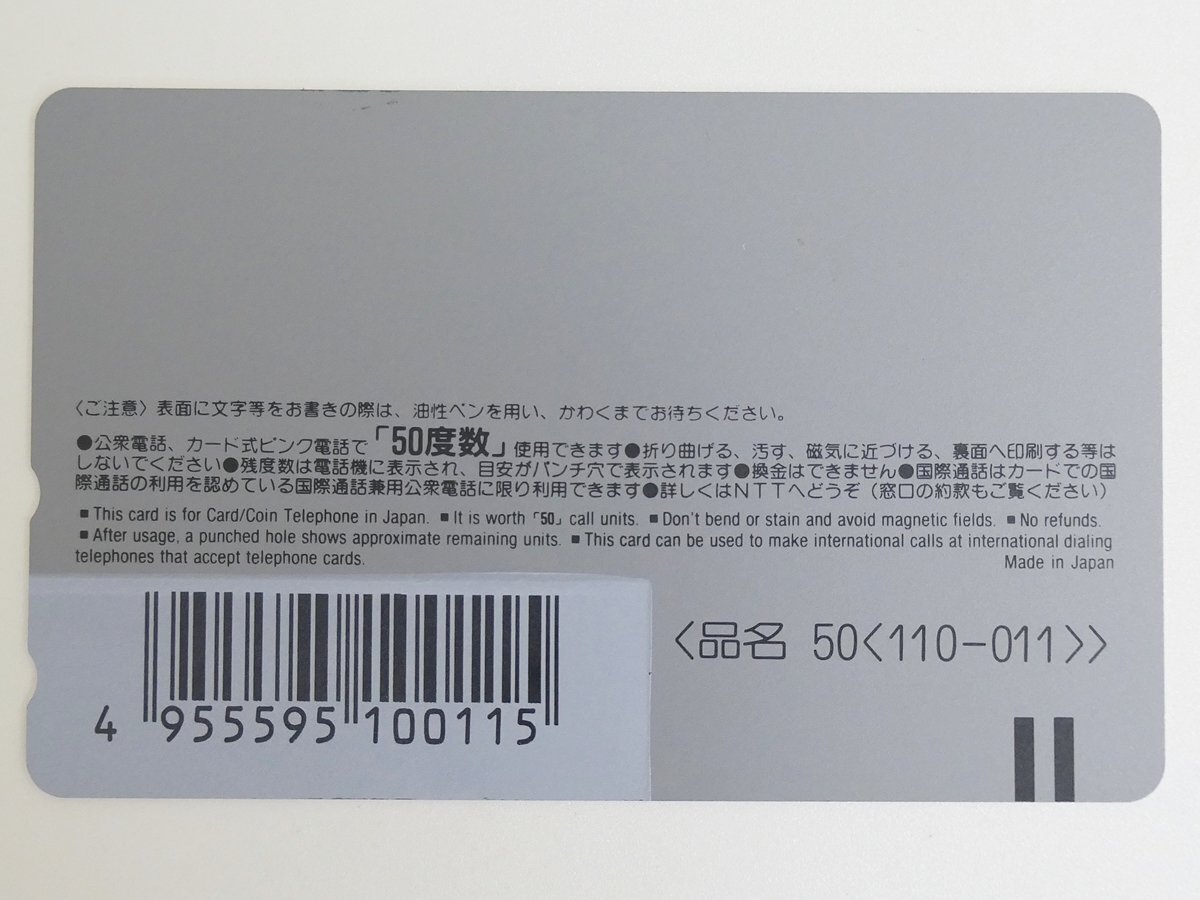 〈ご注意〉表面に文字等をお書きの際は、油性ペンを用い、かわくまでお待ちください。
●公衆電話、カード式ピンク電話で「50度数」使用できます●折り曲げる、汚す、磁気に近づける、裏面へ印刷する等は
しないでください●残度数は電話機に表示され、目安がパンチ穴で表示されます●換金はできません●国際通話はカードでの国
際通話の利用を認めている国際通話兼用公衆電話に限り利用できます●詳しくはNTTへどうぞ（窓口の約款もご覧ください）
■This card is for Card/Coin Telephone in Japan. ■It is worth「50」call units. ■Don't bend or stain and avoid magnetic fields. ■No refunds.
■After usage, a punched hole shows approximate remaining units. ■This card can be used to make international calls at international dialing
telephones that accept telephone cards. Made in Japan
〈品名 50〈110-011〉〉
4 955595 100115